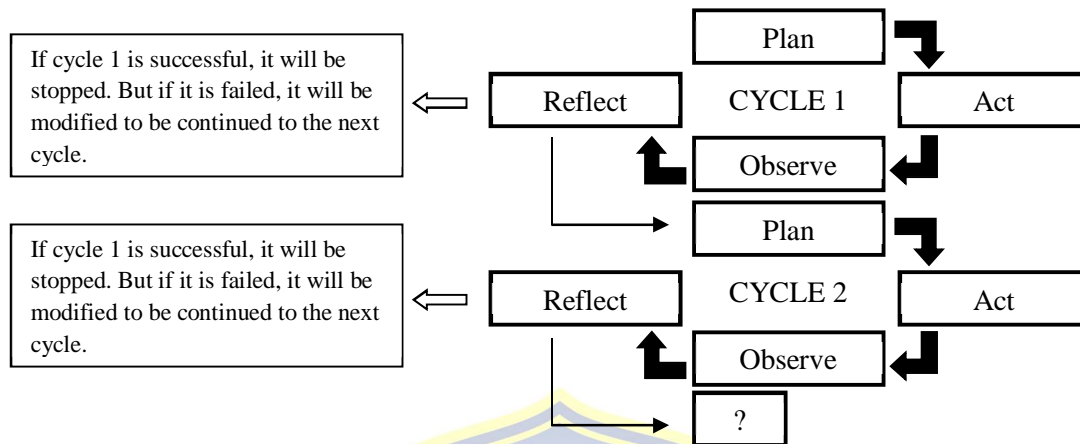 Plan
If cycle 1 is successful, it will be
stopped. But if it is failed, it will be
modified to be continued to the next
cycle.
Reflect
CYCLE 1
Act
Observe
Plan
If cycle 1 is successful, it will be
stopped. But if it is failed, it will be
modified to be continued to the next
cycle.
Reflect
CYCLE 2
Act
Observe
?